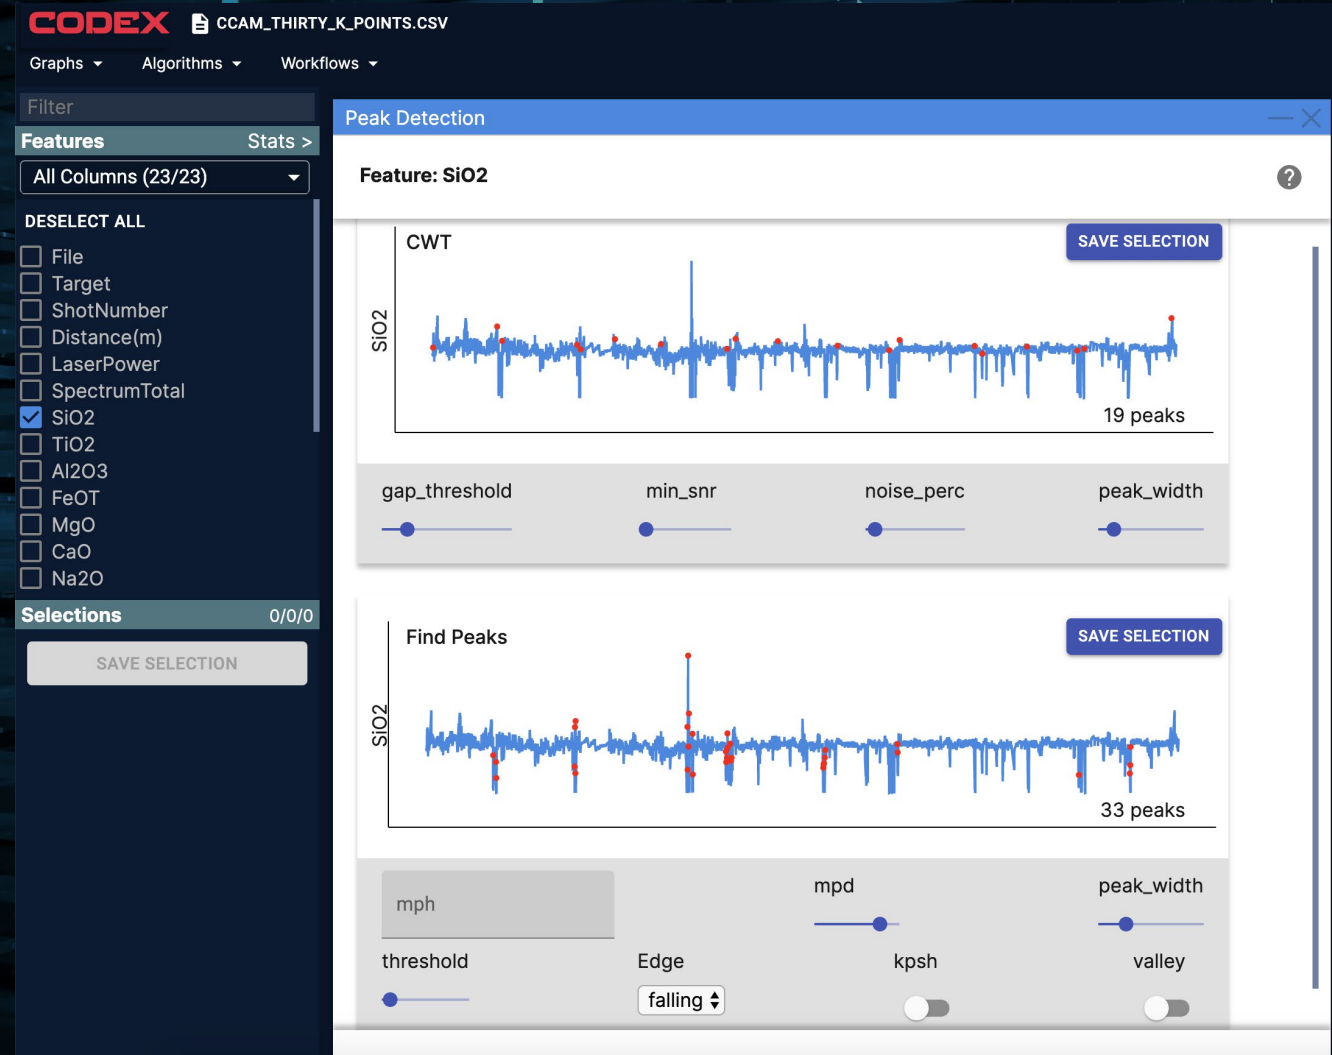 CODEX CCAM_THIRTY_K_POINTS.CSV
Graphs Algorithms Workflows
Filter
Features Stats >
All Columns (23/23)
DESELECT ALL
File
Target
ShotNumber
Distance(m)
LaserPower
SpectrumTotal
SiO2
TiO2
Al2O3
FeOT
MgO
CaO
Na2O
Selections 0/0/0
SAVE SELECTION
Peak Detection
Feature: SiO2 ?
CWT SAVE SELECTION
SiO2
19 peaks
gap_threshold min_snr noise_perc peak_width
Find Peaks SAVE SELECTION
SiO2
33 peaks
mph mpd peak_width
threshold Edge kpsh valley
falling